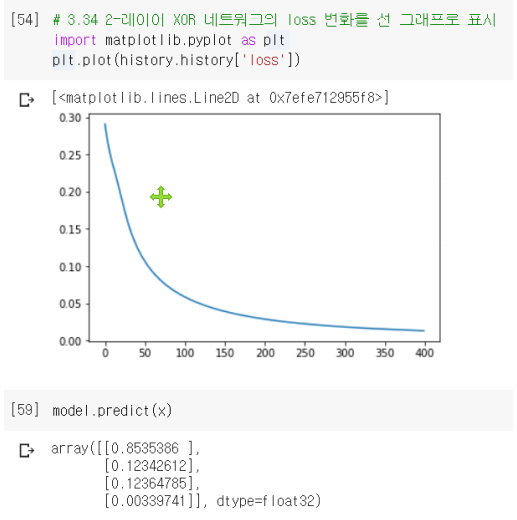 [54] # 3.34 2-레이어 XOR 네트워크의 loss 변화를 선 그래프로 표시
import matplotlib.pyplot as plt
plt.plot(history.history['loss'])
[<matplotlib.lines.Line2D at 0x7efe712955f8>]
0.30
0.25
0.20
0.15
0.10
0.05
0.00
0 50 100 150 200 250 300 350 400
[59] model.predict(x)
array([[0.8535386 ],
[0.12342612],
[0.12364785],
[0.00339741]], dtype=float32)